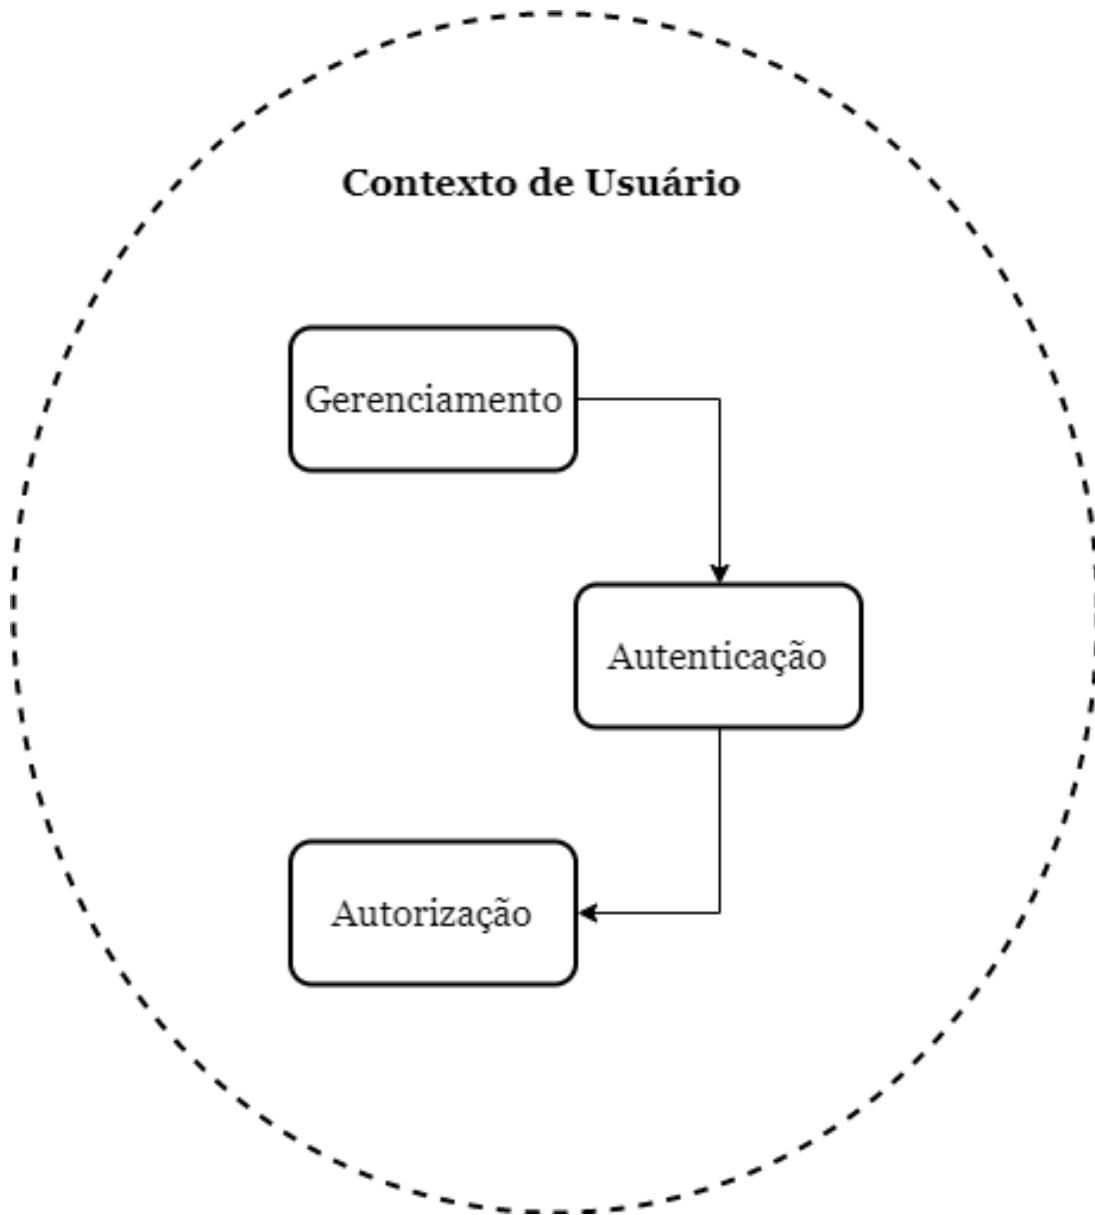 Contexto de Usuário
Gerenciamento
Autenticação
Autorização